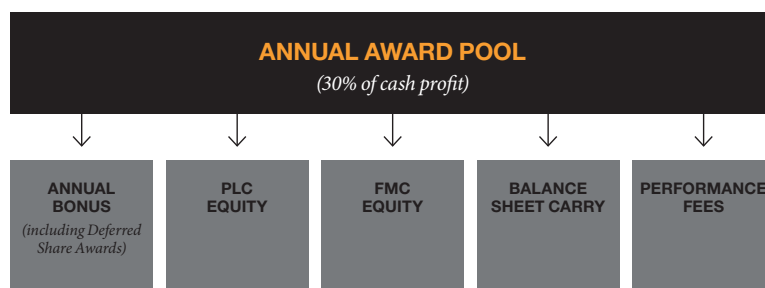 ANNUAL AWARD POOL
(30% of cash profit)
ANNUAL
BONUS
(including Deferred
Share Awards)
PLC
EQUITY
FMC
EQUITY
BALANCE
SHEET CARRY
PERFORMANCE
FEES